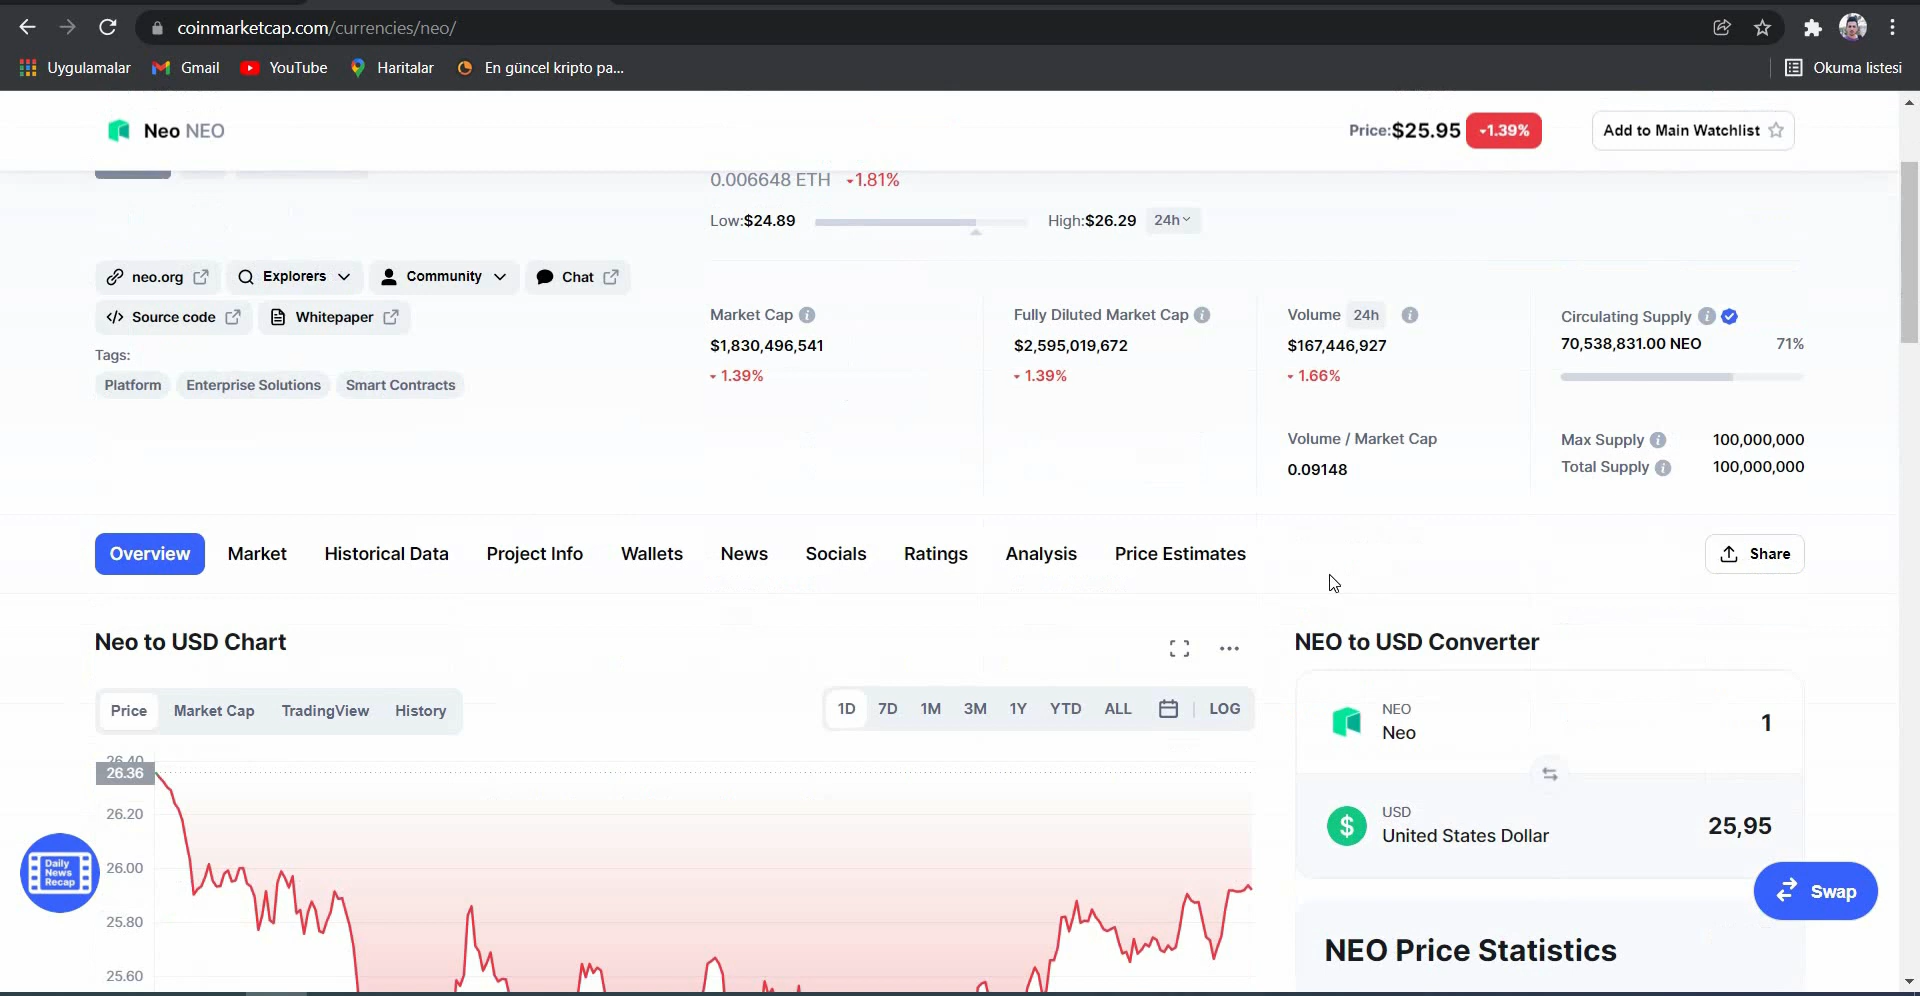 coinmarketcap.com/currencies/neo/
Uygulamalar Gmail YouTube Haritalar En güncel kripto pa... Okuma listesi
Neo NEO Price:$25.95 1.39% Add to Main Watchlist
0.006648 ETH 1.81%
Low:$24.89 High:$26.29 24h
neo.org Explorers Community Chat
Source code Whitepaper
Tags:
Platform Enterprise Solutions Smart Contracts
Market Cap
$1,830,496,541
1.39%
Fully Diluted Market Cap
$2,595,019,672
1.39%
Volume 24h
$167,446,927
1.66%
Volume / Market Cap
0.09148
Circulating Supply
70,538,831.00 NEO 71%
Max Supply 100,000,000
Total Supply 100,000,000
Overview Market Historical Data Project Info Wallets News Socials Ratings Analysis Price Estimates Share
Neo to USD Chart
Price Market Cap TradingView History 1D 7D 1M 3M 1Y YTD ALL LOG
26.40
26.36
26.20
26.00
25.80
25.60
Daily
News
Recap
NEO to USD Converter
NEO
Neo 1
USD
United States Dollar 25,95
Swap
NEO Price Statistics